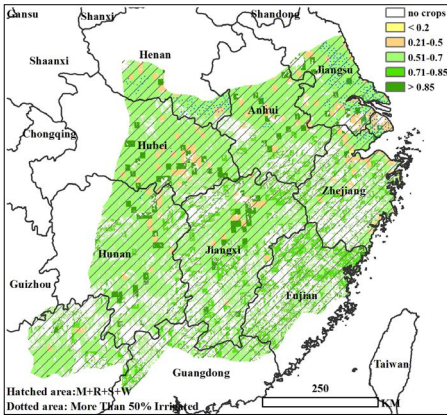 Gansu
Shanxi
Shandong
no crops
< 0.2
0.21-0.5
0.51-0.7
0.71-0.85
> 0.85
Henan
Jiangsu
Shaanxi
Anhui
Chongqing
Hubei
Zhejiang
Hunan
Jiangxi
Guizhou
Fujian
Guangdong
Taiwan
Hatched area:M+R+S+W
Dotted area: More Than 50% Irrigated
250
KM